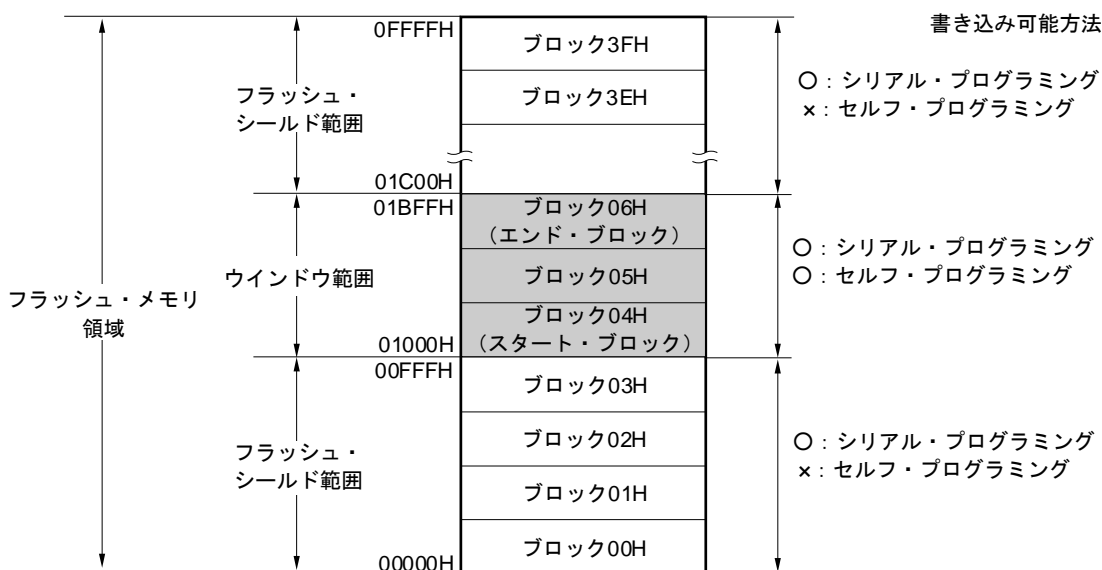 書き込み可能方法
0FFFFH
ブロック3FH
ブロック3EH
フラッシュ・
シールド範囲
○：シリアル・プログラミング
×：セルフ・プログラミング
01C00H
01BFFH
ブロック06H
（エンド・ブロック）
ブロック05H
ブロック04H
（スタート・ブロック）
ウインドウ範囲
○：シリアル・プログラミング
○：セルフ・プログラミング
フラッシュ・メモリ
領域
01000H
00FFFH
ブロック03H
ブロック02H
ブロック01H
ブロック00H
フラッシュ・
シールド範囲
○：シリアル・プログラミング
×：セルフ・プログラミング
00000H